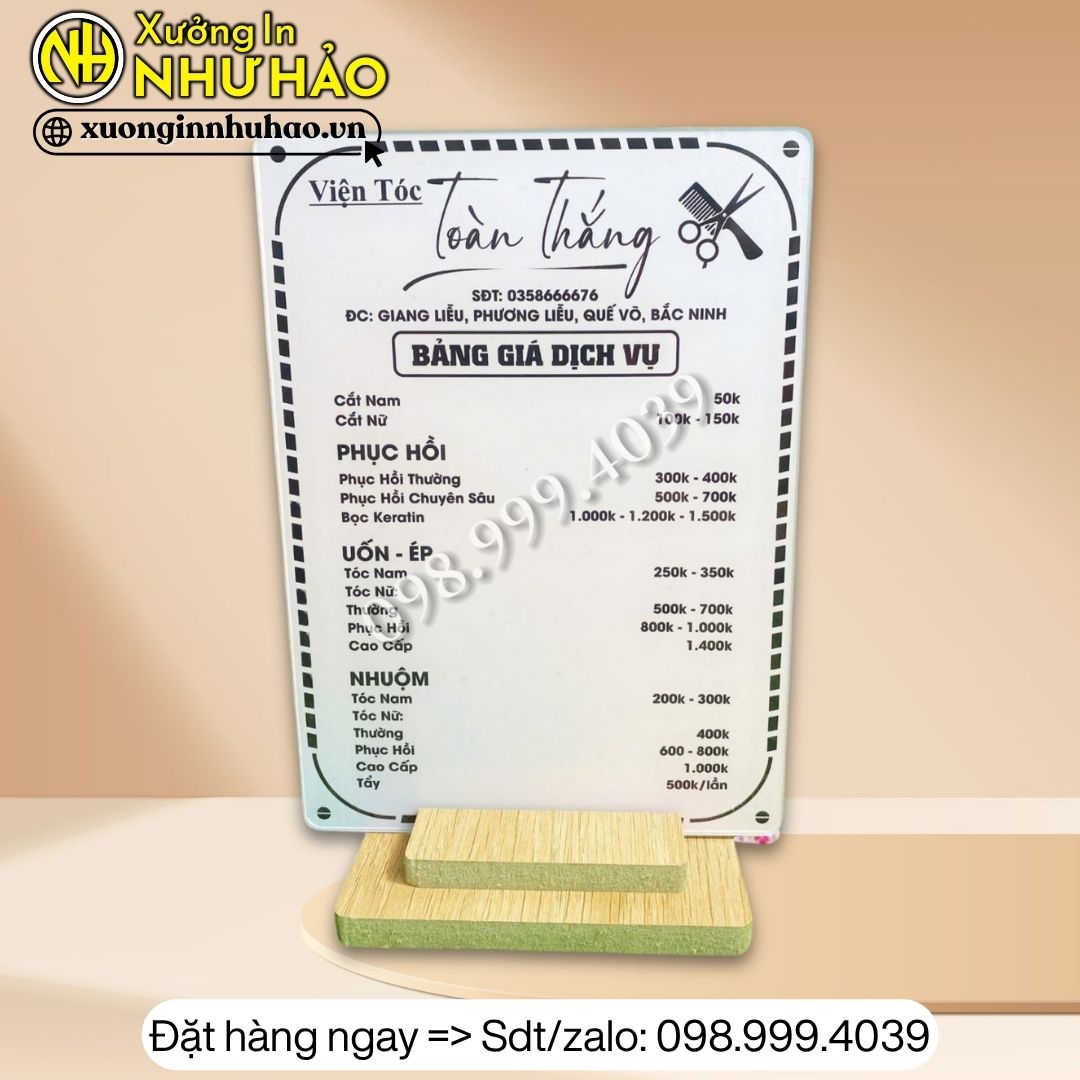 NH
Xưởng In
NHƯ HẢO
xuonginnhuhao.vn
Viện Tóc Toàn Thắng
SĐT: 0358666676
ĐC: GIANG LIỄU, PHƯƠNG LIỄU, QUẾ VÕ, BẮC NINH
BẢNG GIÁ DỊCH VỤ
Cắt Nam 50k
Cắt Nữ 100k - 150k
PHỤC HỒI
Phục Hồi Thường 300k - 400k
Phục Hồi Chuyên Sâu 500k - 700k
Bọc Keratin 1.000k - 1.200k - 1.500k
UỐN - ÉP
Tóc Nam 250k - 350k
Tóc Nữ:
Thường 500k - 700k
Phục Hồi 800k - 1.000k
Cao Cấp 1.400k
NHUỘM
Tóc Nam 200k - 300k
Tóc Nữ:
Thường 400k
Phục Hồi 600 - 800k
Cao Cấp 1.000k
Tẩy 500k/lần
098.999.4039
Đặt hàng ngay => Sdt/zalo: 098.999.4039